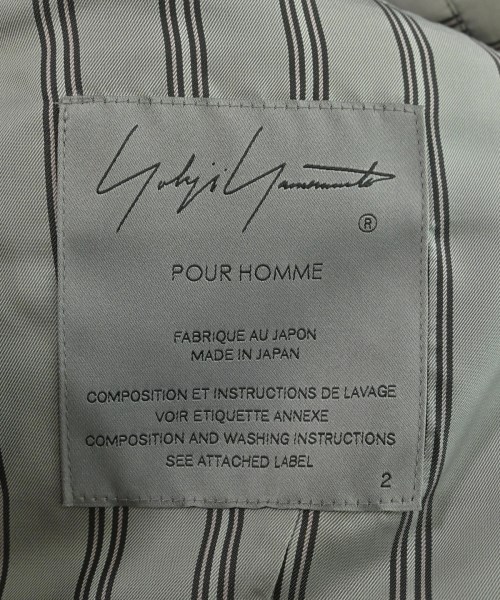 Yohji Yamamoto
®
POUR HOMME
FABRIQUE AU JAPON
MADE IN JAPAN
COMPOSITION ET INSTRUCTIONS DE LAVAGE
VOIR ETIQUETTE ANNEXE
COMPOSITION AND WASHING INSTRUCTIONS
SEE ATTACHED LABEL
2